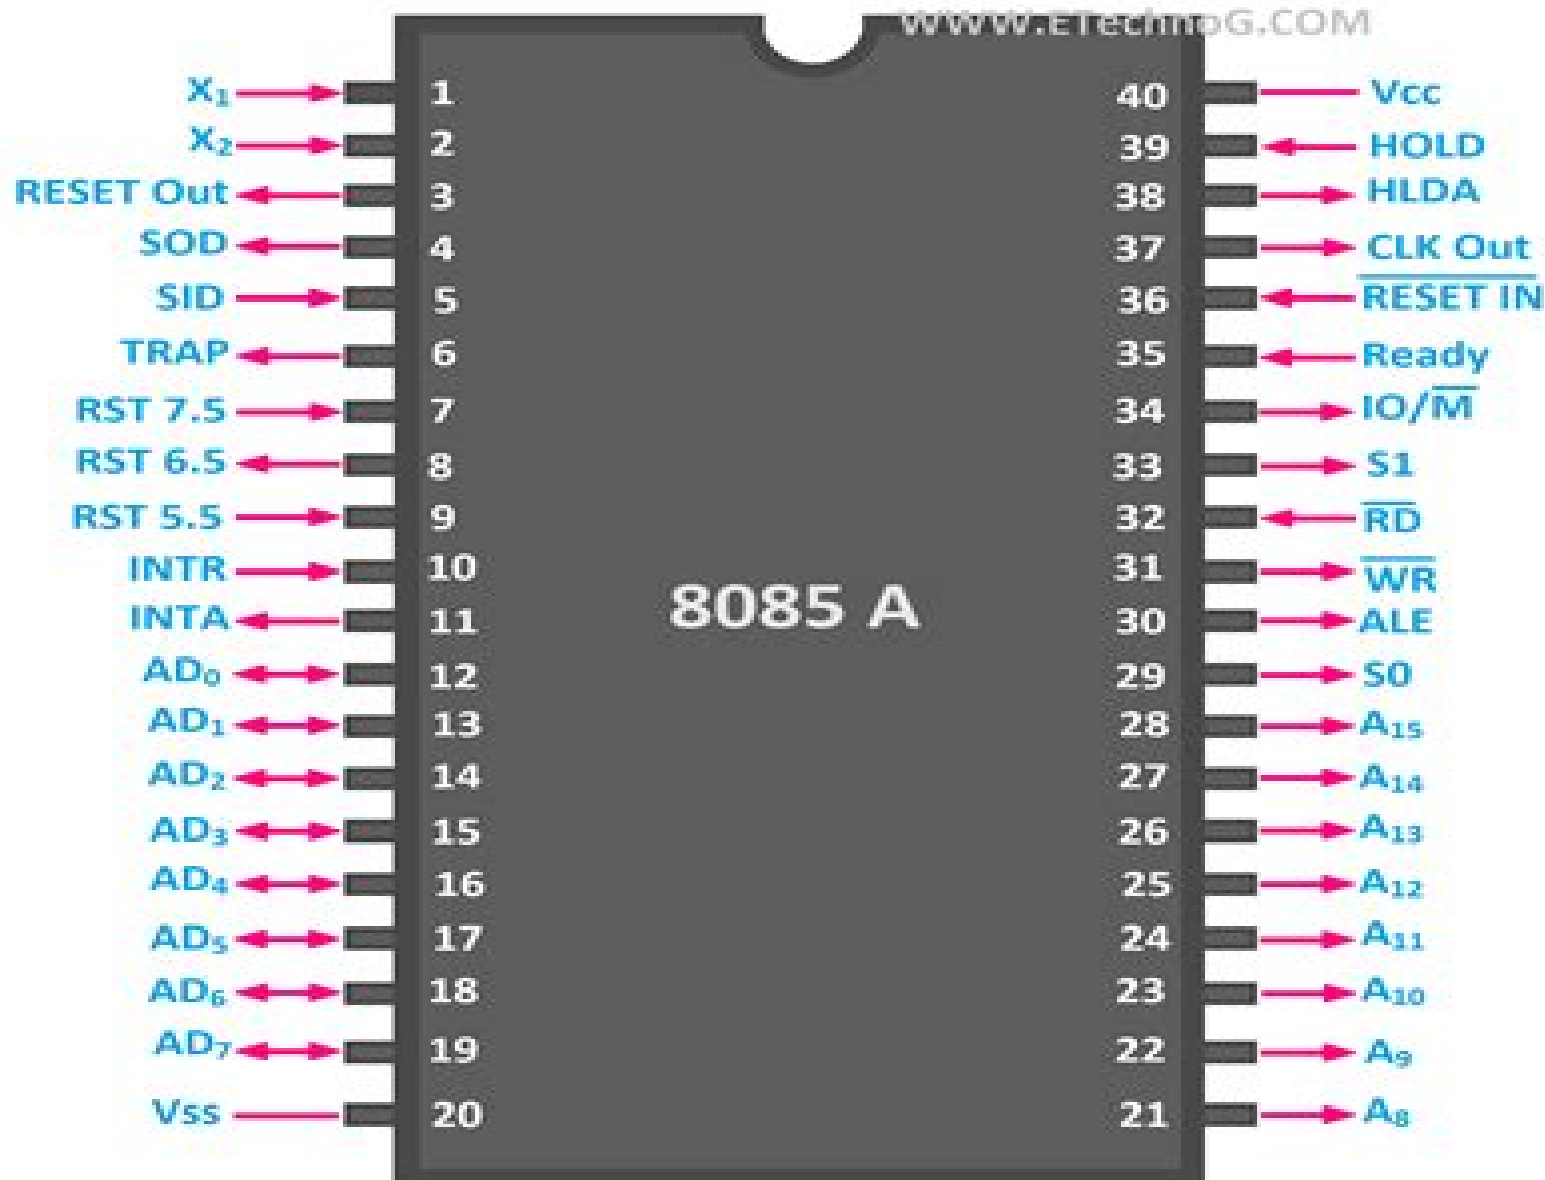 WWW.ETechnoG.COM
X₁ 1 40 Vcc
X₂ 2 39 HOLD
RESET Out 3 38 HLDA
SOD 4 37 CLK Out
SID 5 36 R̅E̅S̅E̅T̅ I̅N̅
TRAP 6 35 Ready
RST 7.5 7 34 IO/M̅
RST 6.5 8 33 S1
RST 5.5 9 32 R̅D̅
INTR 10 31 W̅R̅
8085 A
INTA 11 30 ALE
AD₀ 12 29 S0
AD₁ 13 28 A₁₅
AD₂ 14 27 A₁₄
AD₃ 15 26 A₁₃
AD₄ 16 25 A₁₂
AD₅ 17 24 A₁₁
AD₆ 18 23 A₁₀
AD₇ 19 22 A₉
Vss 20 21 A₈